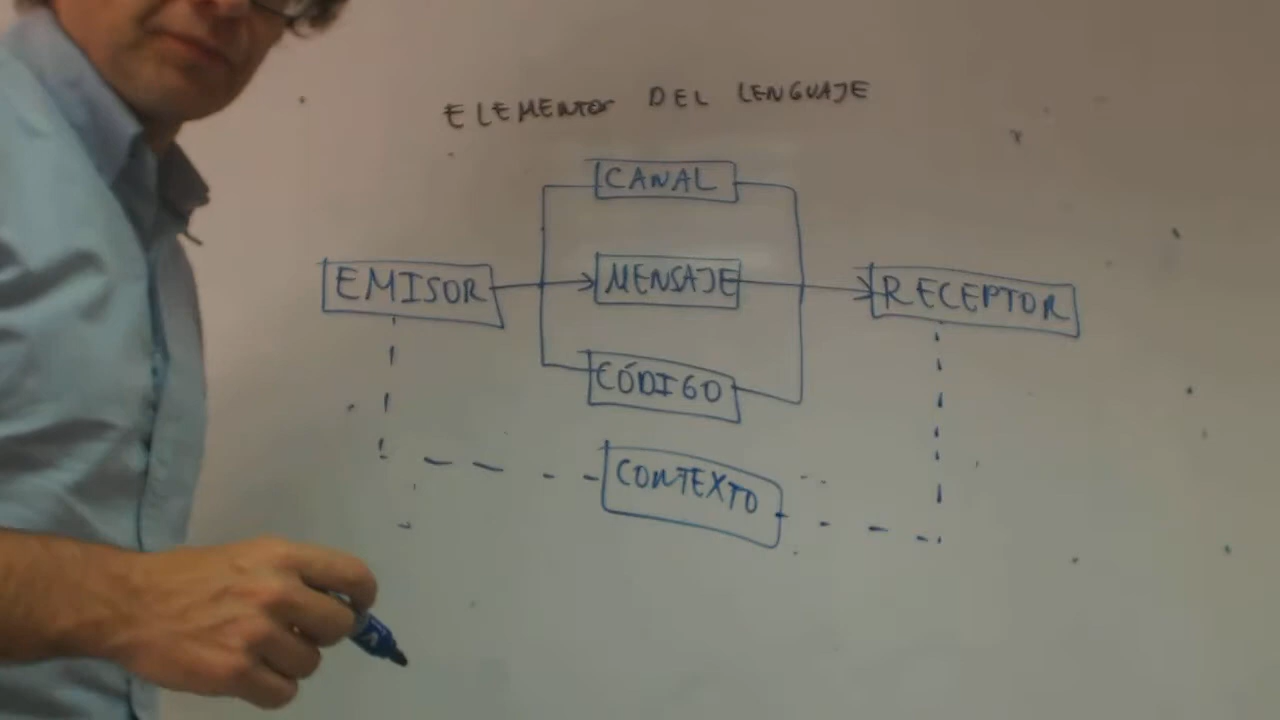 ELEMENTOS DEL LENGUAJE
CANAL
EMISOR
MENSAJE
RECEPTOR
CÓDIGO
CONTEXTO